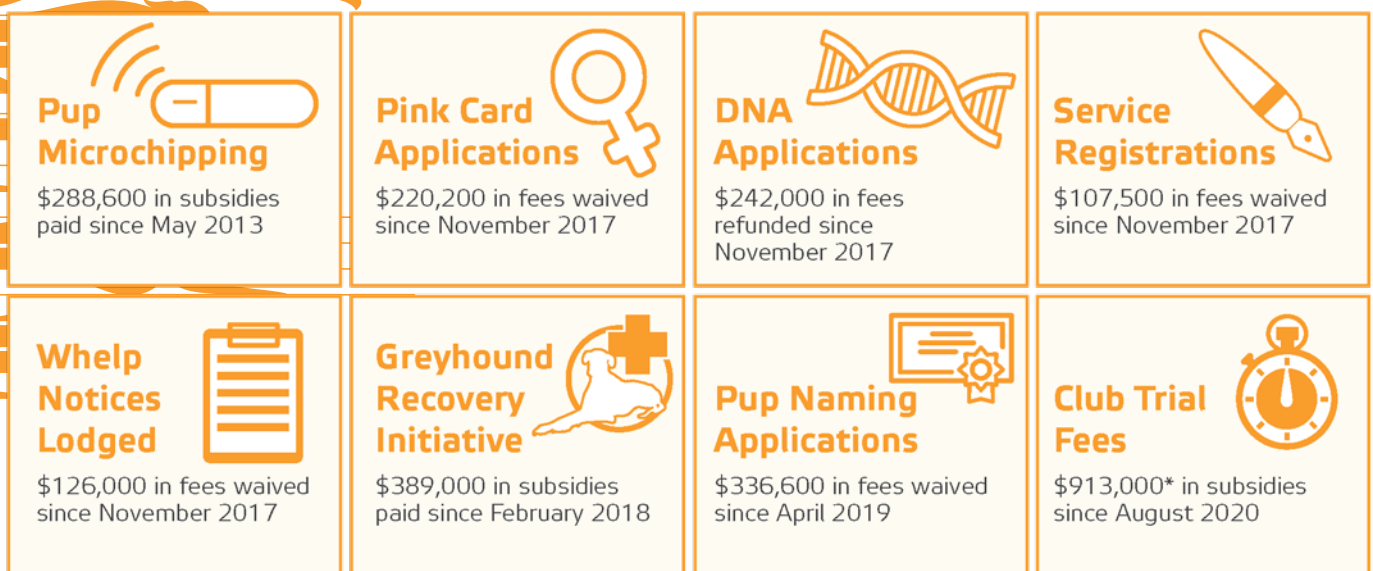 Pup
Microchipping
$288,600 in subsidies
paid since May 2013
Pink Card
Applications
$220,200 in fees waived
since November 2017
DNA
Applications
$242,000 in fees
refunded since
November 2017
Service
Registrations
$107,500 in fees waived
since November 2017
Whelp
Notices
Lodged
$126,000 in fees waived
since November 2017
Greyhound
Recovery
Initiative
$389,000 in subsidies
paid since February 2018
Pup Naming
Applications
$336,600 in fees waived
since April 2019
Club Trial
Fees
$913,000* in subsidies
since August 2020